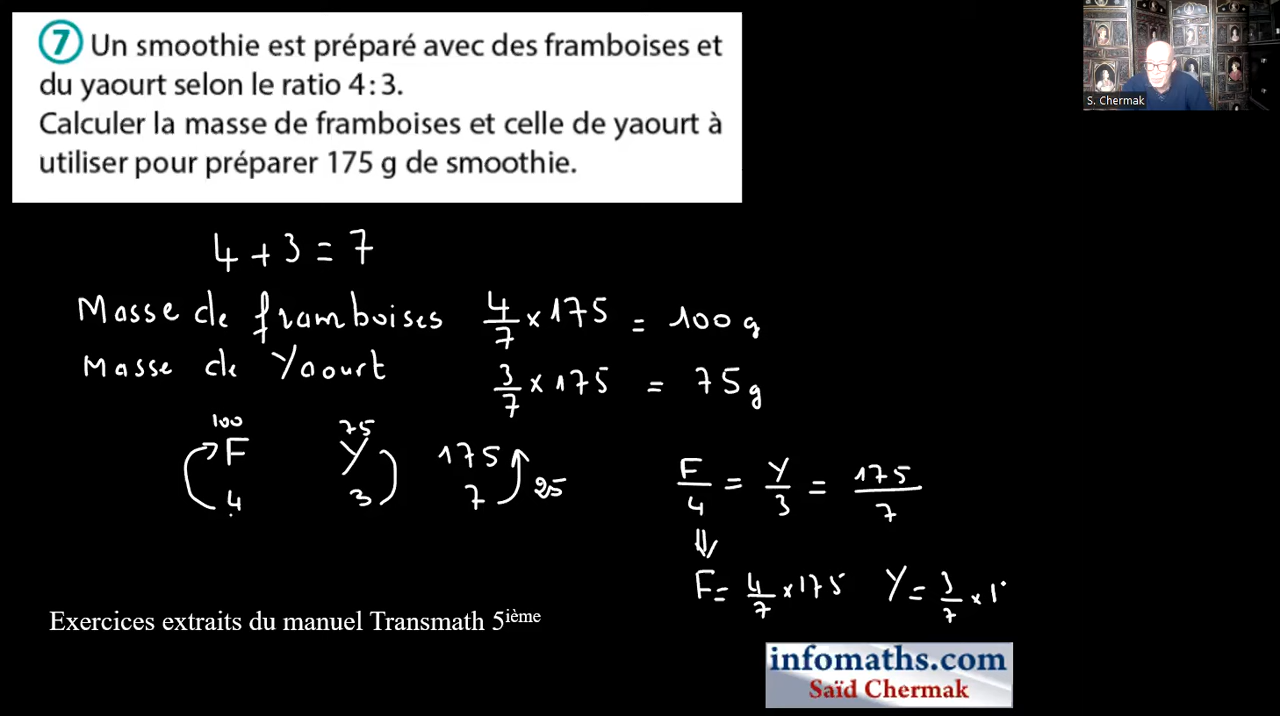 7 Un smoothie est préparé avec des framboises et
du yaourt selon le ratio 4 : 3.
Calculer la masse de framboises et celle de yaourt à
utiliser pour préparer 175 g de smoothie.
S. Chermak
4 + 3 = 7
Masse de framboises 4/7 × 175 = 100 g
Masse de Yaourt 3/7 × 175 = 75 g
100 75
F Y 175
4 3 7 25
F/4 = Y/3 = 175/7
⇓
F = 4/7 × 175 Y = 3/7 × 1
Exercices extraits du manuel Transmath 5ième
infomaths.com
Saïd Chermak